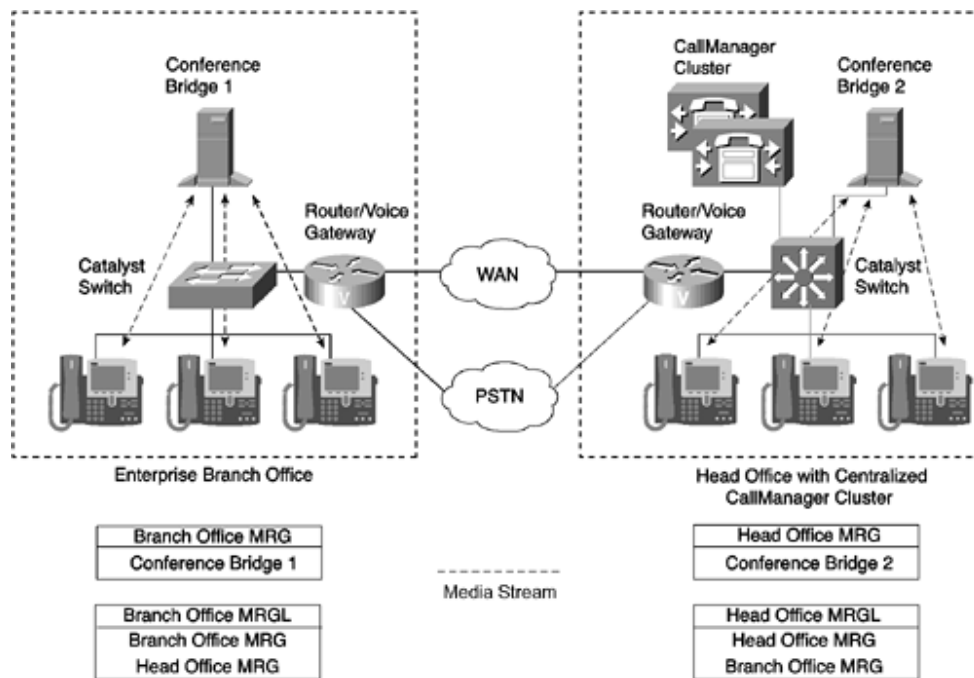 Conference
Bridge 1
Router/Voice
Gateway
Catalyst
Switch
V
Enterprise Branch Office
WAN
PSTN
CallManager
Cluster
Conference
Bridge 2
Router/Voice
Gateway
V
Catalyst
Switch
Head Office with Centralized
CallManager Cluster
Branch Office MRG
Conference Bridge 1
Branch Office MRGL
Branch Office MRG
Head Office MRG
Media Stream
Head Office MRG
Conference Bridge 2
Head Office MRGL
Head Office MRG
Branch Office MRG